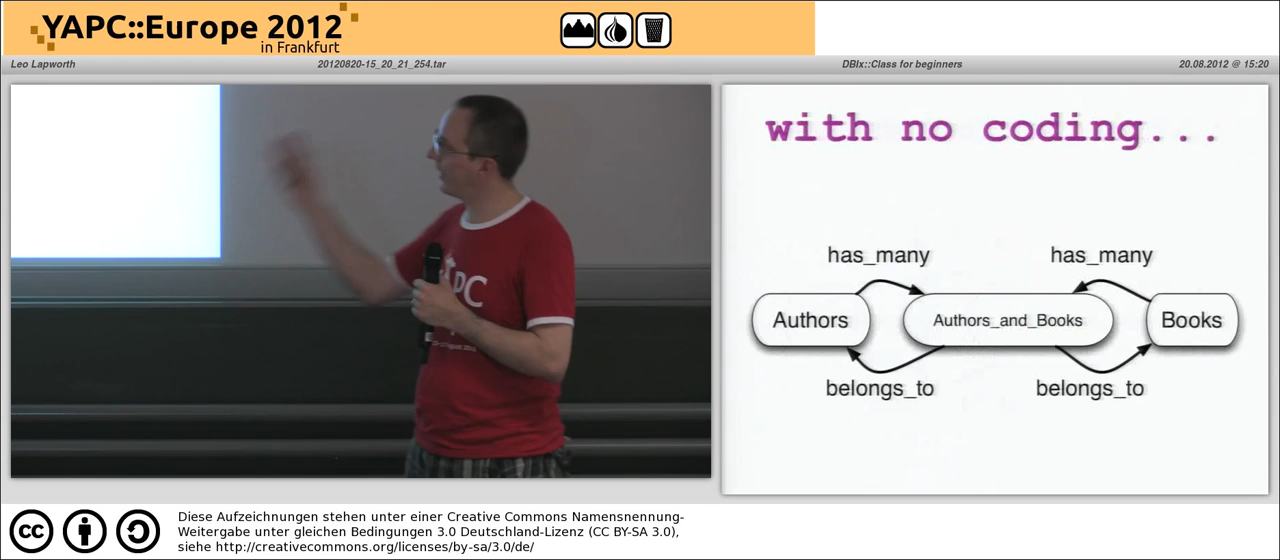 YAPC::Europe 2012
in Frankfurt
Leo Lapworth
20120820-15_20_21_254.tar
DBIx::Class for beginners
20.08.2012 @ 15:20
PC
with no coding...
has_many
has_many
Authors
Authors_and_Books
Books
belongs_to
belongs_to
cc
Diese Aufzeichnungen stehen unter einer Creative Commons Namensnennung-
Weitergabe unter gleichen Bedingungen 3.0 Deutschland-Lizenz (CC BY-SA 3.0),
siehe http://creativecommons.org/licenses/by-sa/3.0/de/